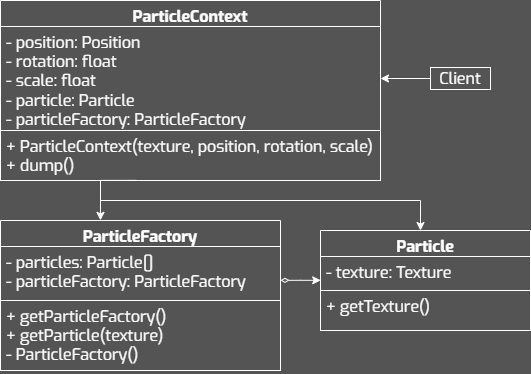 ParticleContext
- position: Position
- rotation: float
- scale: float
- particle: Particle
- particleFactory: ParticleFactory
+ ParticleContext(texture, position, rotation, scale)
+ dump()
Client
ParticleFactory
- particles: Particle[]
- particleFactory: ParticleFactory
+ getParticleFactory()
+ getParticle(texture)
- ParticleFactory()
Particle
- texture: Texture
+ getTexture()